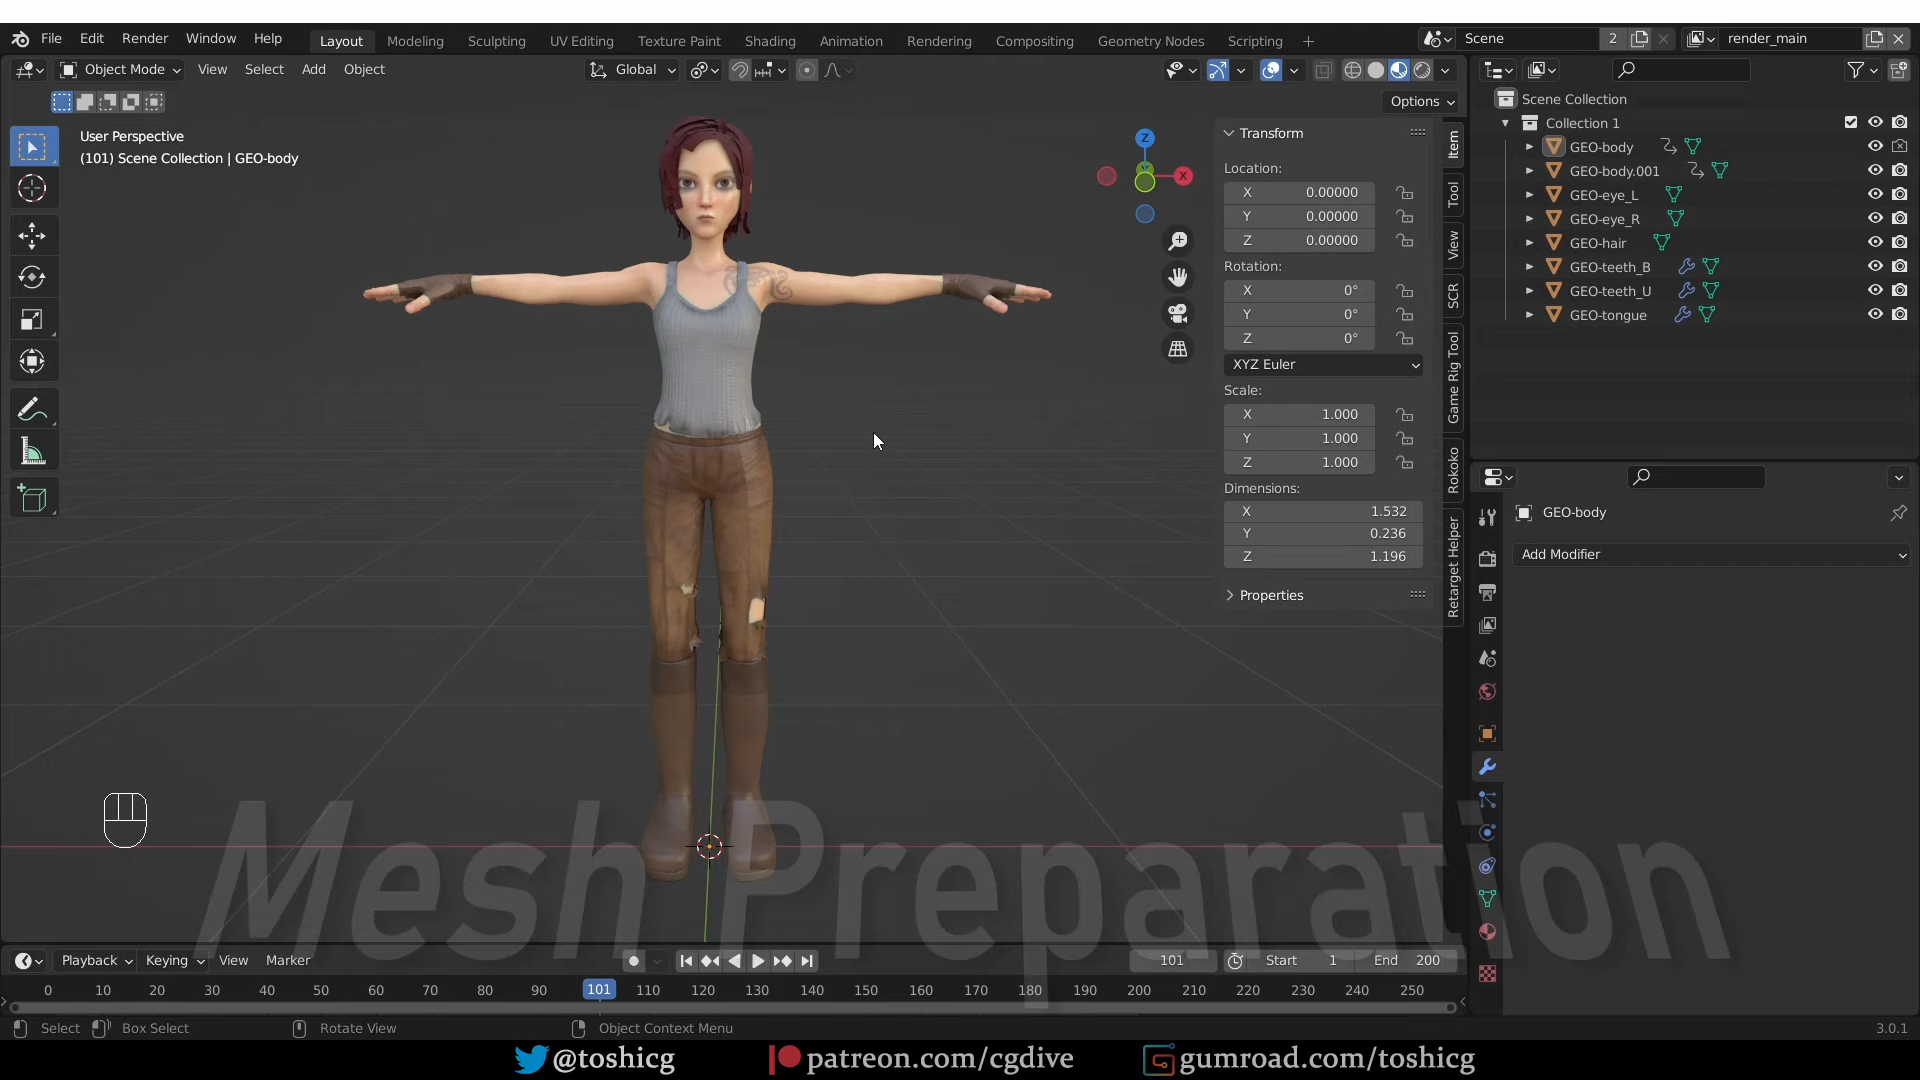 File Edit Render Window Help Layout Modeling Sculpting UV Editing Texture Paint Shading Animation Rendering Compositing Geometry Nodes Scripting + Scene 2 render_main
Object Mode View Select Add Object Global
Options
User Perspective
(101) Scene Collection | GEO-body
Z
X
Transform
Location:
X 0.00000
Y 0.00000
Z 0.00000
Rotation:
X 0°
Y 0°
Z 0°
XYZ Euler
Scale:
X 1.000
Y 1.000
Z 1.000
Dimensions:
X 1.532
Y 0.236
Z 1.196
Properties
Item
Tool
View
SCR
Game Rig Tool
Rokoko
Retarget Helper
Scene Collection
Collection 1
GEO-body
GEO-body.001
GEO-eye_L
GEO-eye_R
GEO-hair
GEO-teeth_B
GEO-teeth_U
GEO-tongue
GEO-body
Add Modifier
Mesh Preparation
Playback Keying View Marker 101 Start 1 End 200
0 10 20 30 40 50 60 70 80 90 101 110 120 130 140 150 160 170 180 190 200 210 220 230 240 250
Select Box Select Rotate View Object Context Menu 3.0.1
@toshicg patreon.com/cgdive gumroad.com/toshicg